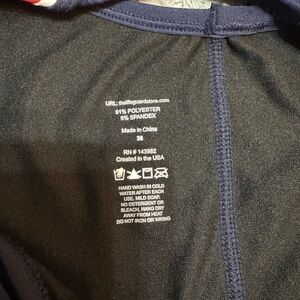 URL: thelifeguardstore.com
91% POLYESTER
9% SPANDEX
Made in China
38
RN # 143982
Created in the USA
HAND WASH IN COLD
WATER AFTER EACH
USE. MILD SOAP.
NO DETERGENT OR
BLEACH, HANG DRY
AWAY FROM HEAT
DO NOT IRON OR WRING